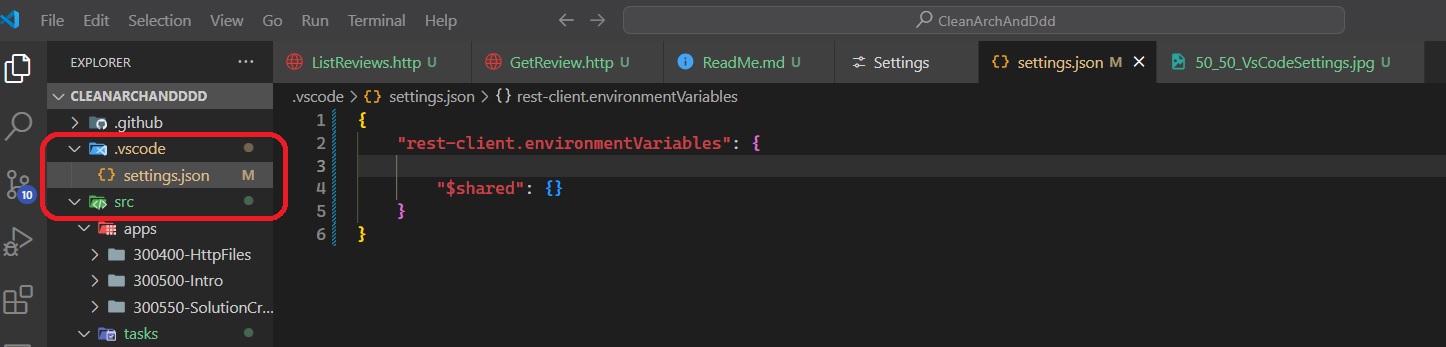 File Edit Selection View Go Run Terminal Help
CleanArchAndDdd
EXPLORER ...
CLEANARCHANDDDD
.github
.vscode
{} settings.json M
10
src
apps
300400-HttpFiles
300500-Intro
300550-SolutionCr...
tasks
ListReviews.http U
GetReview.http U
ReadMe.md U
Settings
{} settings.json M
50_50_VsCodeSettings.jpg U
.vscode > {} settings.json > {} rest-client.environmentVariables
1 {
2 "rest-client.environmentVariables": {
3
4 "$shared": {}
5 }
6 }